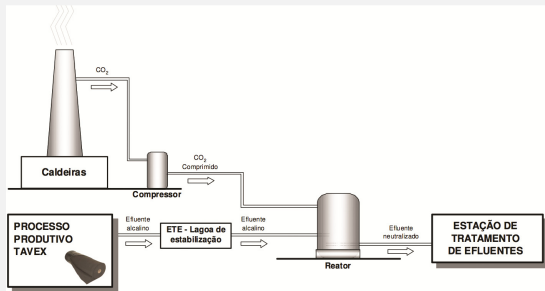 CO2
Caldeiras
Compressor
CO2
Comprimido
PROCESSO
PRODUTIVO
TAVEX
Efluente
alcalino
ETE - Lagoa de
estabilização
Efluente
alcalino
Reator
Efluente
neutralizado
ESTAÇÃO DE
TRATAMENTO
DE EFLUENTES